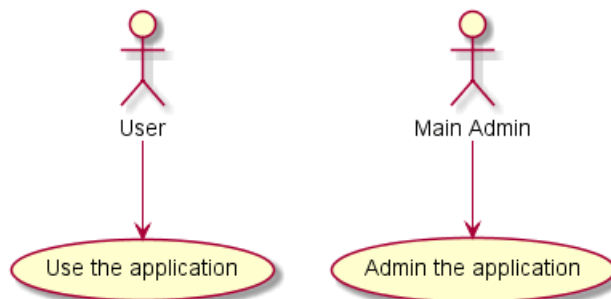 User
Main Admin
Use the application
Admin the application